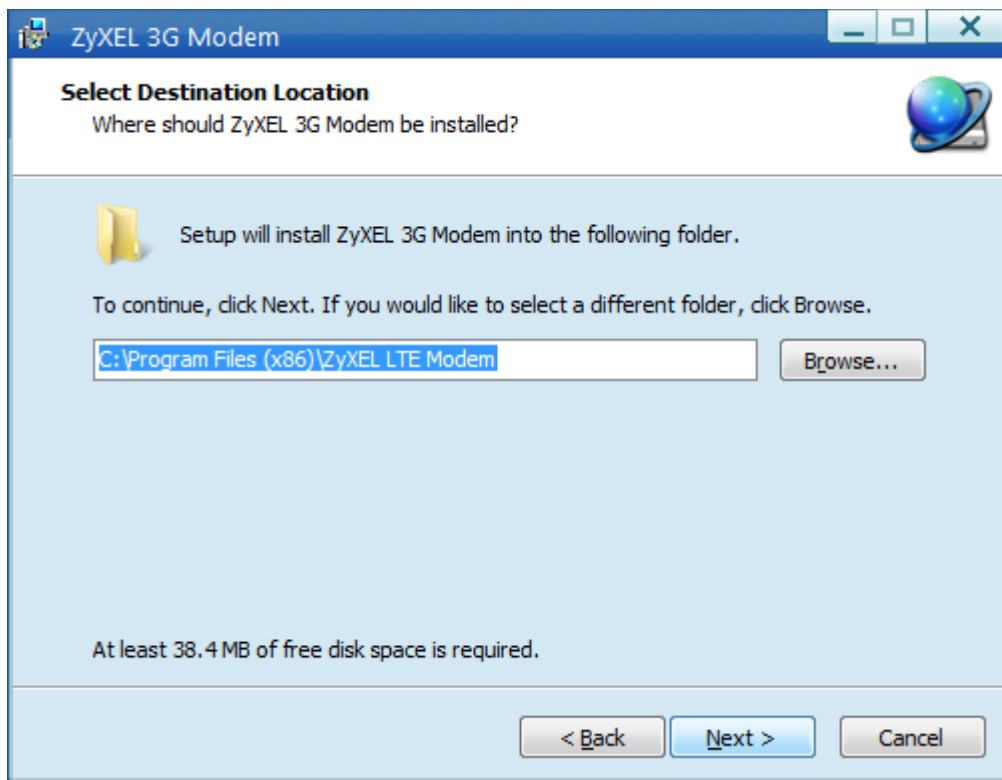 ZyXEL 3G Modem
Select Destination Location
Where should ZyXEL 3G Modem be installed?
Setup will install ZyXEL 3G Modem into the following folder.
To continue, click Next. If you would like to select a different folder, click Browse.
C:\Program Files (x86)\ZyXEL LTE Modem
Browse...
At least 38.4 MB of free disk space is required.
< Back
Next >
Cancel